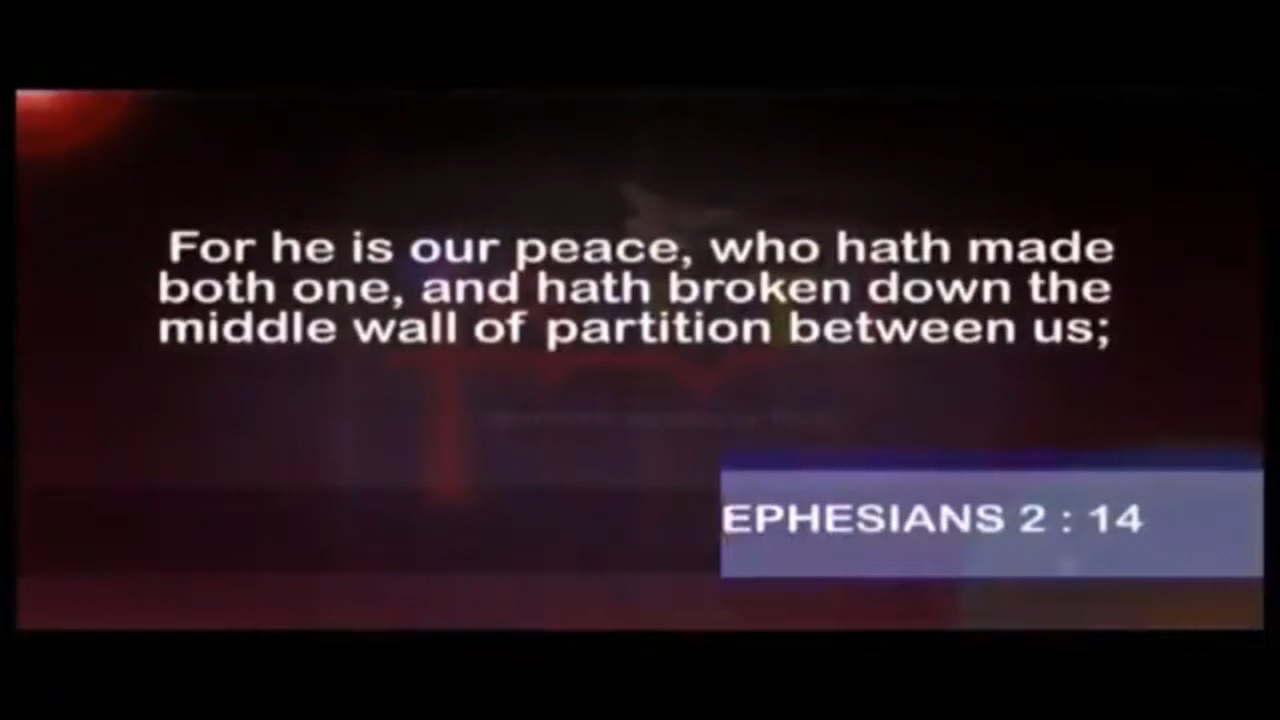 For he is our peace, who hath made
both one, and hath broken down the
middle wall of partition between us;
EPHESIANS 2 : 14